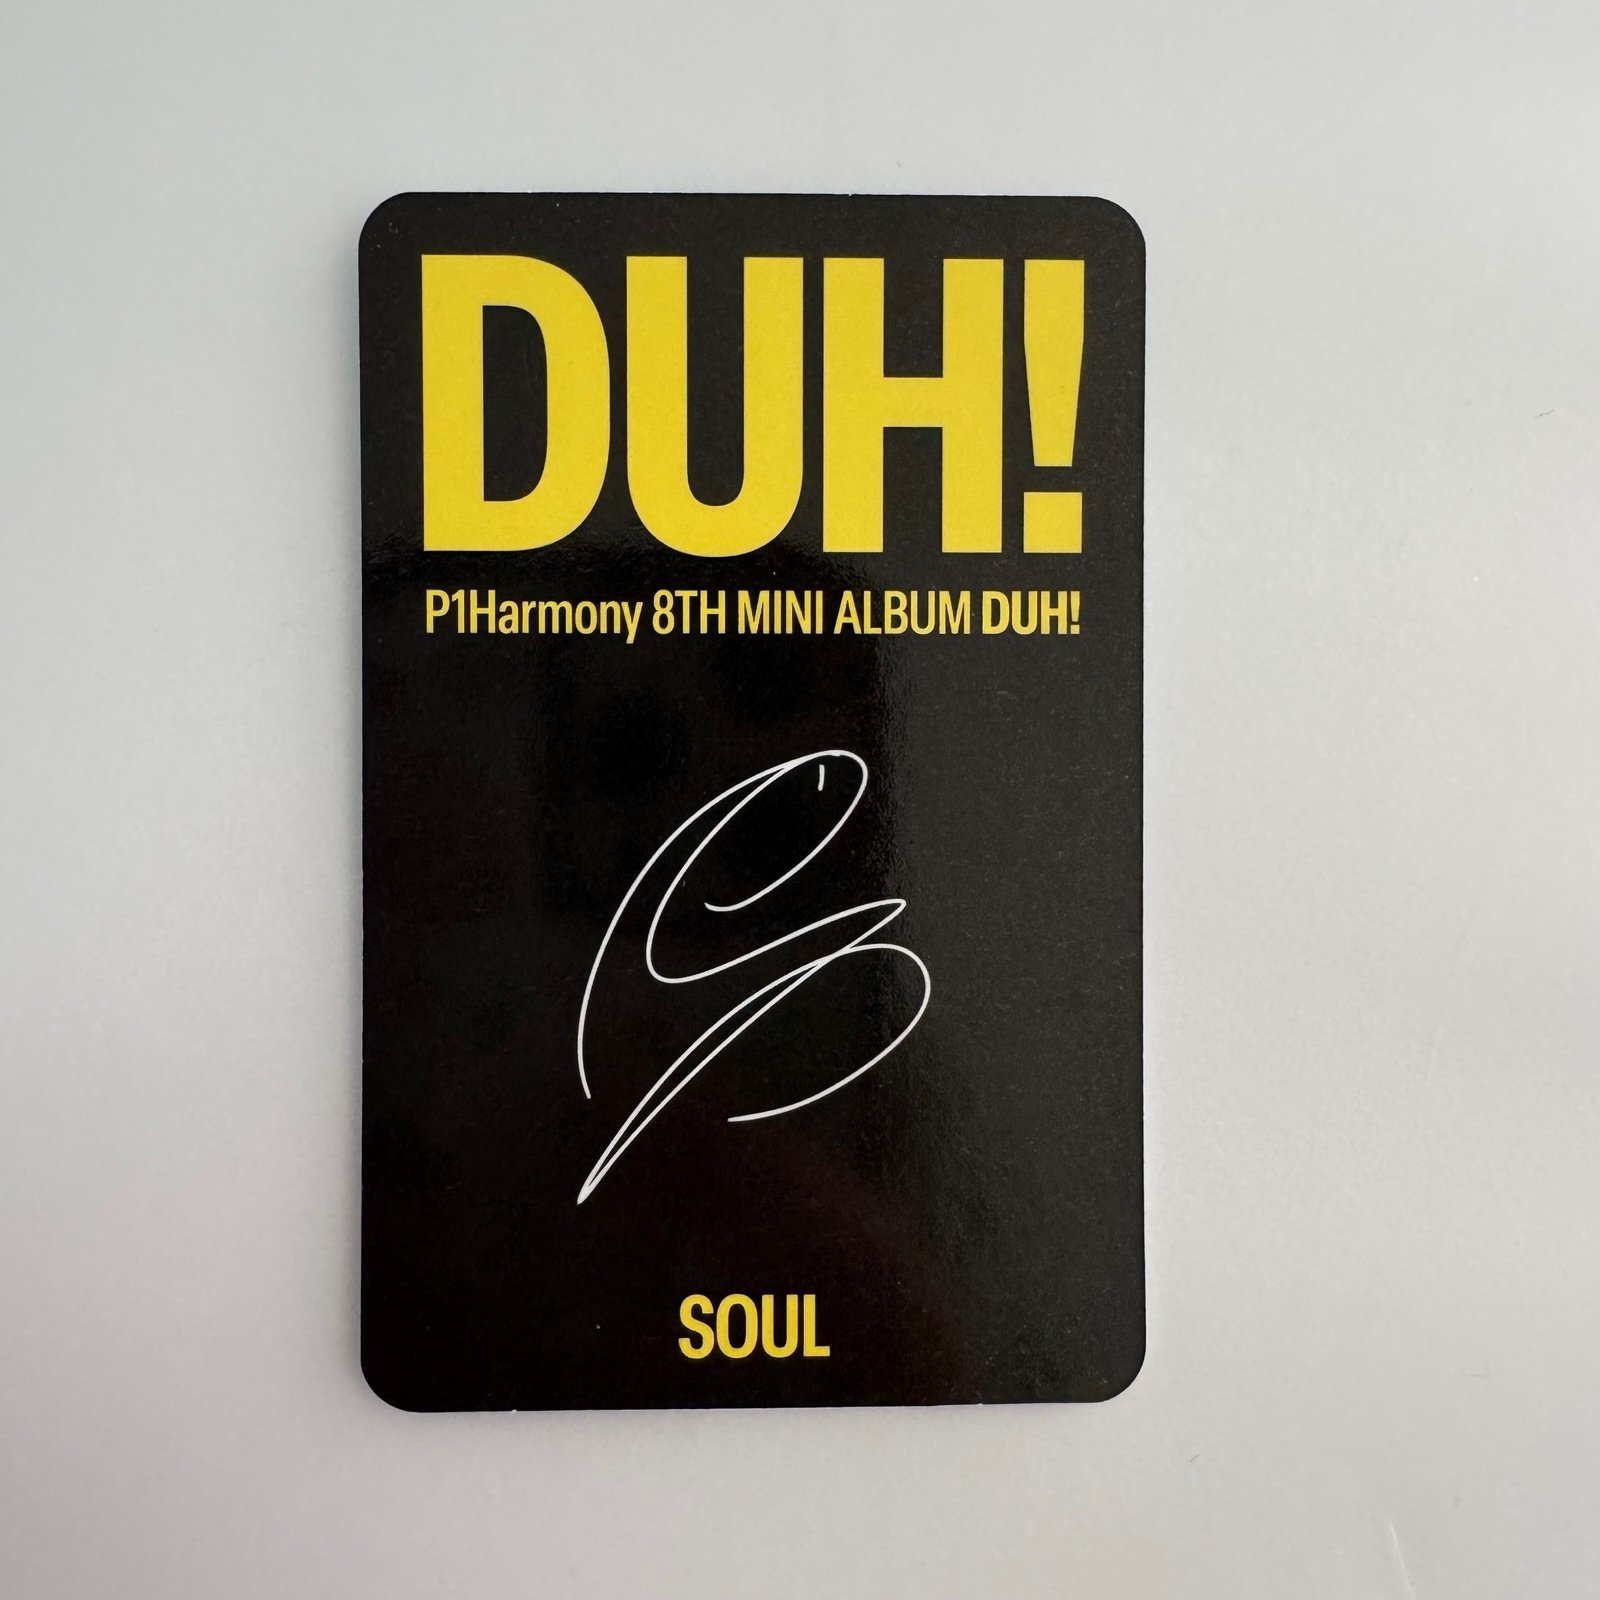 DUH!
P1Harmony 8TH MINI ALBUM DUH!
SOUL